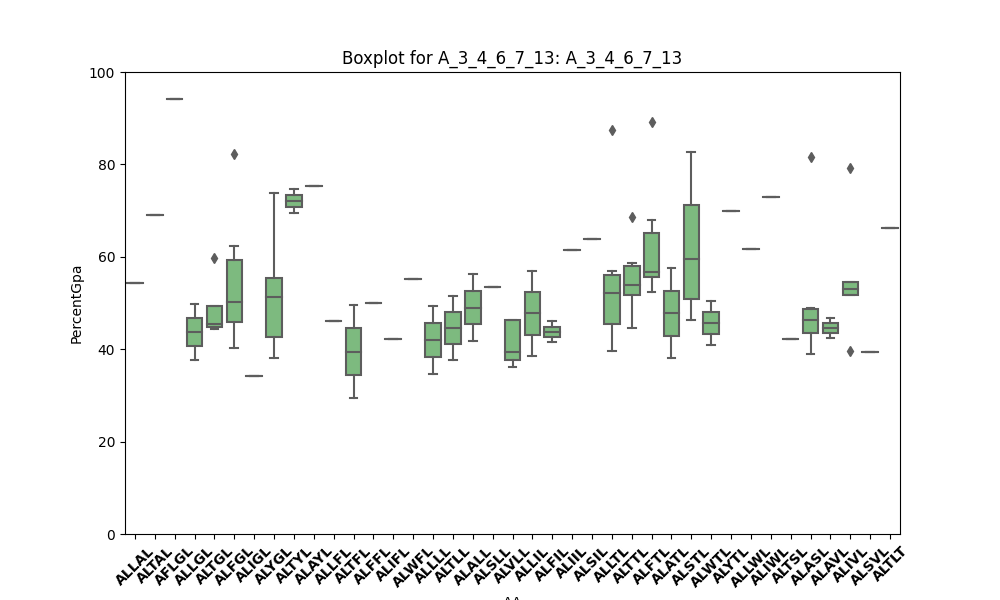 Boxplot for A_3_4_6_7_13: A_3_4_6_7_13
PercentGpa
100
80
60
40
20
0
ALLAL
ALTAL
AFLGL
ALLGL
ALTGL
ALFGL
ALIGL
ALYGL
ALTYL
ALAYL
ALLFL
ALTFL
ALFFL
ALIFL
ALWFL
ALLLL
ALTLL
ALALL
ALSLL
ALVLL
ALLIL
ALFIL
ALIIL
ALSIL
ALLTL
ALTTL
ALFTL
ALATL
ALSTL
ALWTL
ALYTL
ALLWL
ALIWL
ALTSL
ALASL
ALAVL
ALIVL
ALSVL
ALTLT